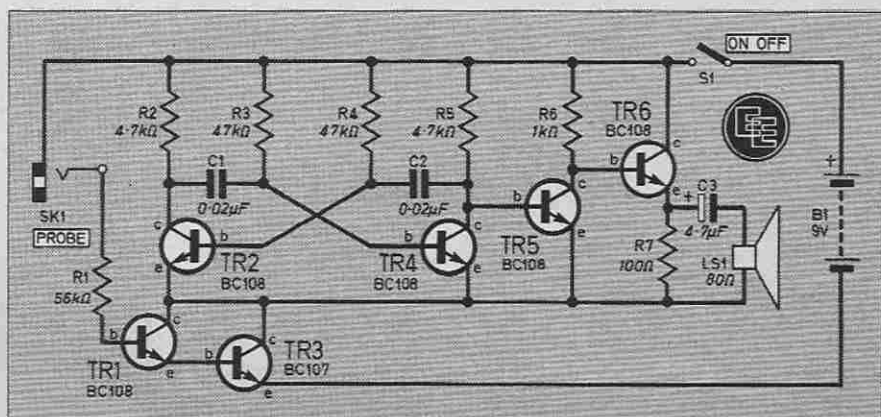 ON OFF
S1
R2
4·7kΩ
R3
47kΩ
R4
47kΩ
R5
4·7kΩ
R6
1kΩ
TR6
BC108
c
b
e
C1
0·02µF
C2
0·02µF
+
C3
4·7µF
+
B1
9V
SK1
PROBE
c
b
e
TR2
BC108
c
b
e
TR4
BC108
c
b
e
TR5
BC108
R7
100Ω
LS1
80Ω
R1
56kΩ
c
b
e
TR1
BC108
c
b
e
TR3
BC107